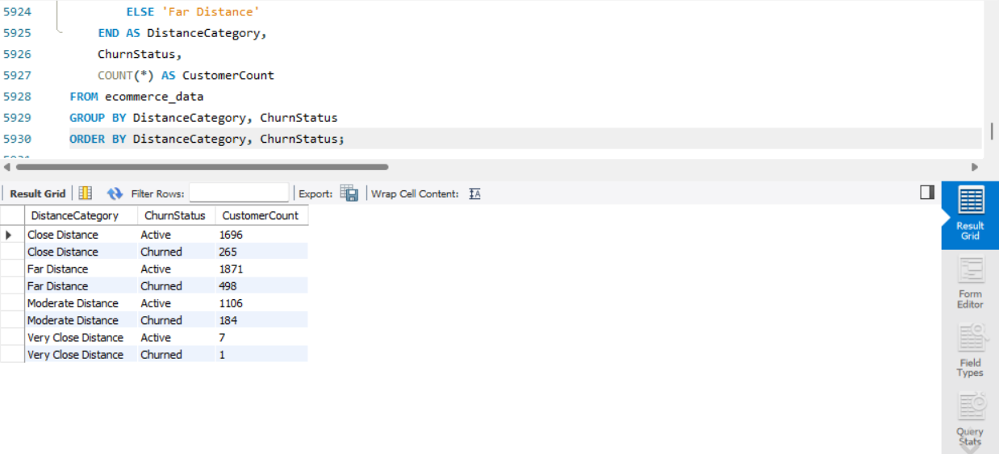 5924 ELSE 'Far Distance'
5925 END AS DistanceCategory,
5926 ChurnStatus,
5927 COUNT(*) AS CustomerCount
5928 FROM ecommerce_data
5929 GROUP BY DistanceCategory, ChurnStatus
5930 ORDER BY DistanceCategory, ChurnStatus;
Result Grid Filter Rows: Export: Wrap Cell Content:
DistanceCategory ChurnStatus CustomerCount
Close Distance Active 1696
Close Distance Churned 265
Far Distance Active 1871
Far Distance Churned 498
Moderate Distance Active 1106
Moderate Distance Churned 184
Very Close Distance Active 7
Very Close Distance Churned 1
Result
Grid
Form
Editor
Field
Types
Query
Stats